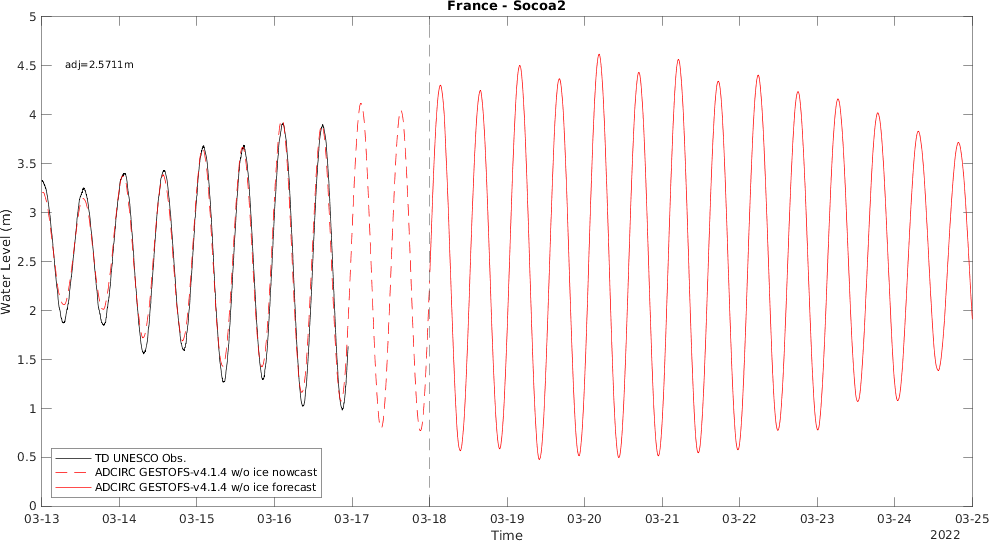 France - Socoa2
adj=2.5711m
Water Level (m)
5
4.5
4
3.5
3
2.5
2
1.5
1
0.5
0
TD UNESCO Obs.
ADCIRC GESTOFS-v4.1.4 w/o ice nowcast
ADCIRC GESTOFS-v4.1.4 w/o ice forecast
03-13 03-14 03-15 03-16 03-17 03-18 03-19 03-20 03-21 03-22 03-23 03-24 03-25
Time
2022